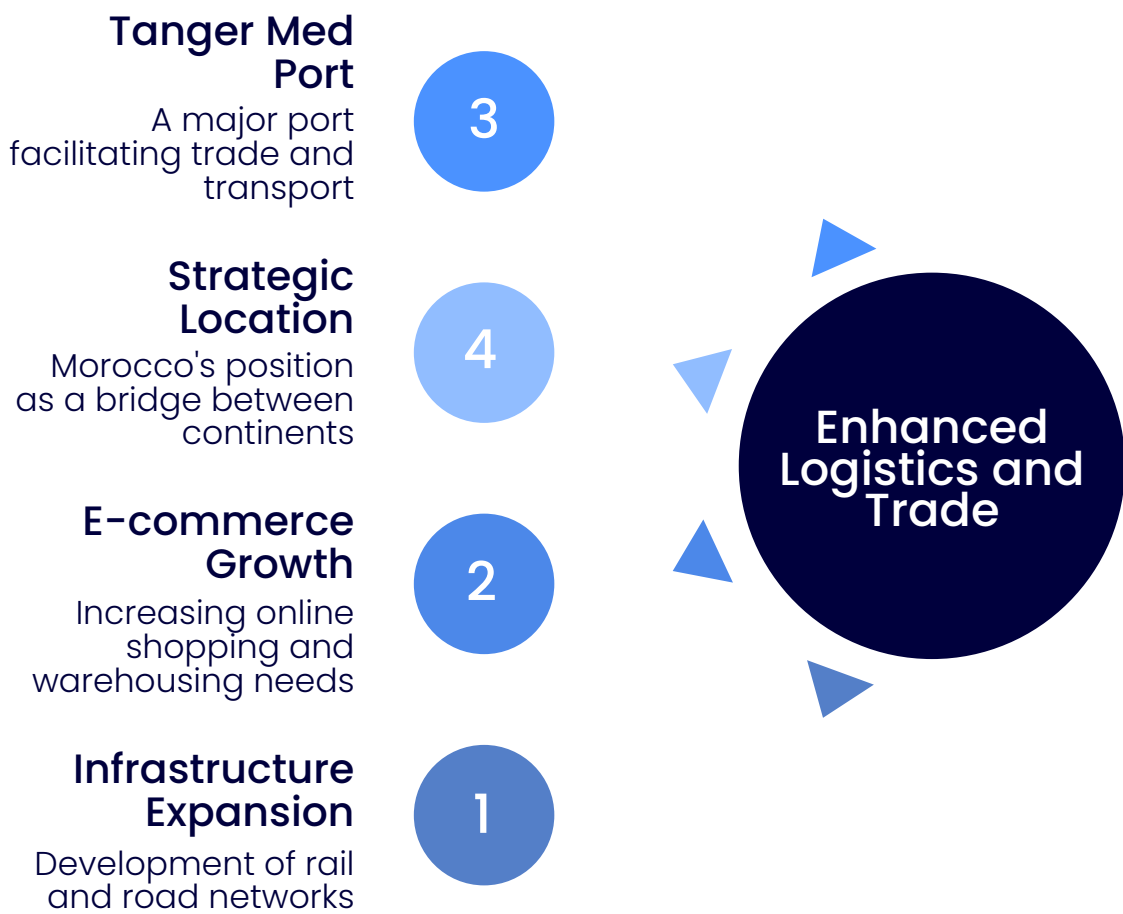 Tanger Med
Port
A major port
facilitating trade and
transport
3
Strategic
Location
Morocco's position
as a bridge between
continents
4
E-commerce
Growth
Increasing online
shopping and
warehousing needs
2
Infrastructure
Expansion
Development of rail
and road networks
1
Enhanced
Logistics and
Trade